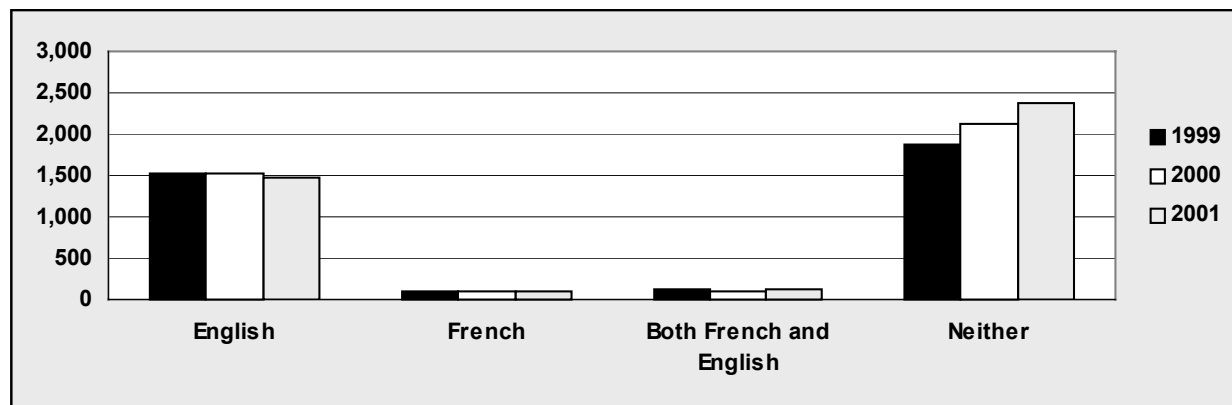 3,000
2,500
2,000
1,500
1,000
500
0
English
French
Both French and
English
Neither
1999
2000
2001